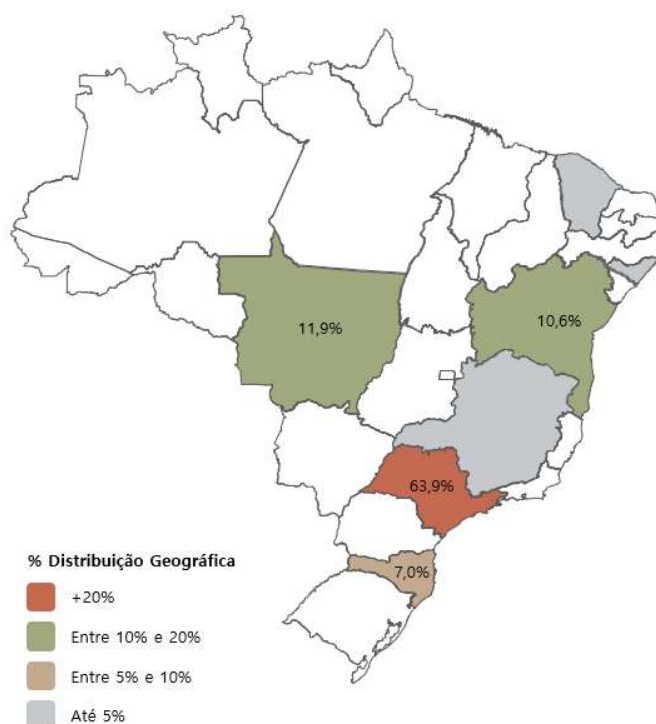 11,9%
10,6%
63,9%
7,0%
% Distribuição Geográfica
+20%
Entre 10% e 20%
Entre 5% e 10%
Até 5%